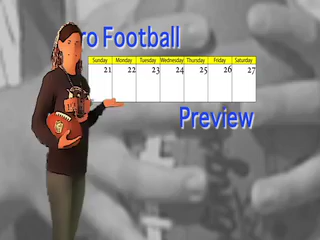 ro Football
Sunday Monday Tuesday Wednesday Thursday Friday Saturday
21 22 23 24 25 26 27
Preview